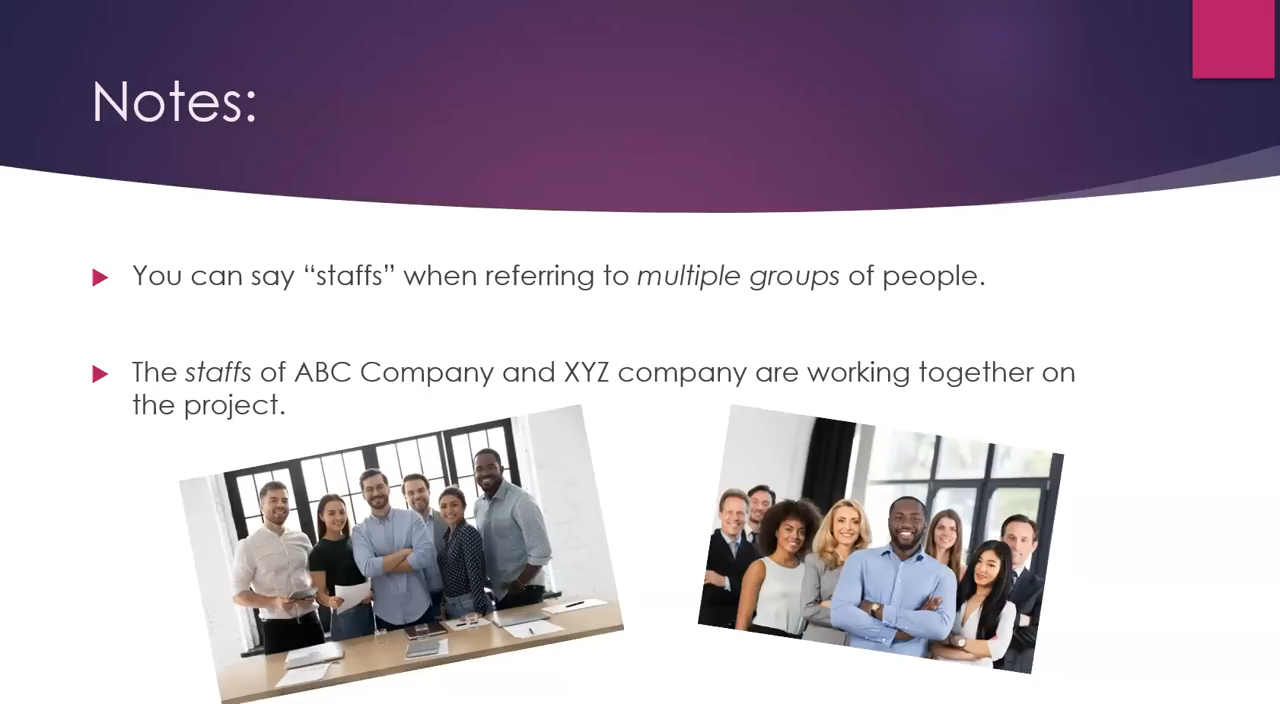 Notes:
You can say “staffs” when referring to multiple groups of people.
The staffs of ABC Company and XYZ company are working together on
the project.